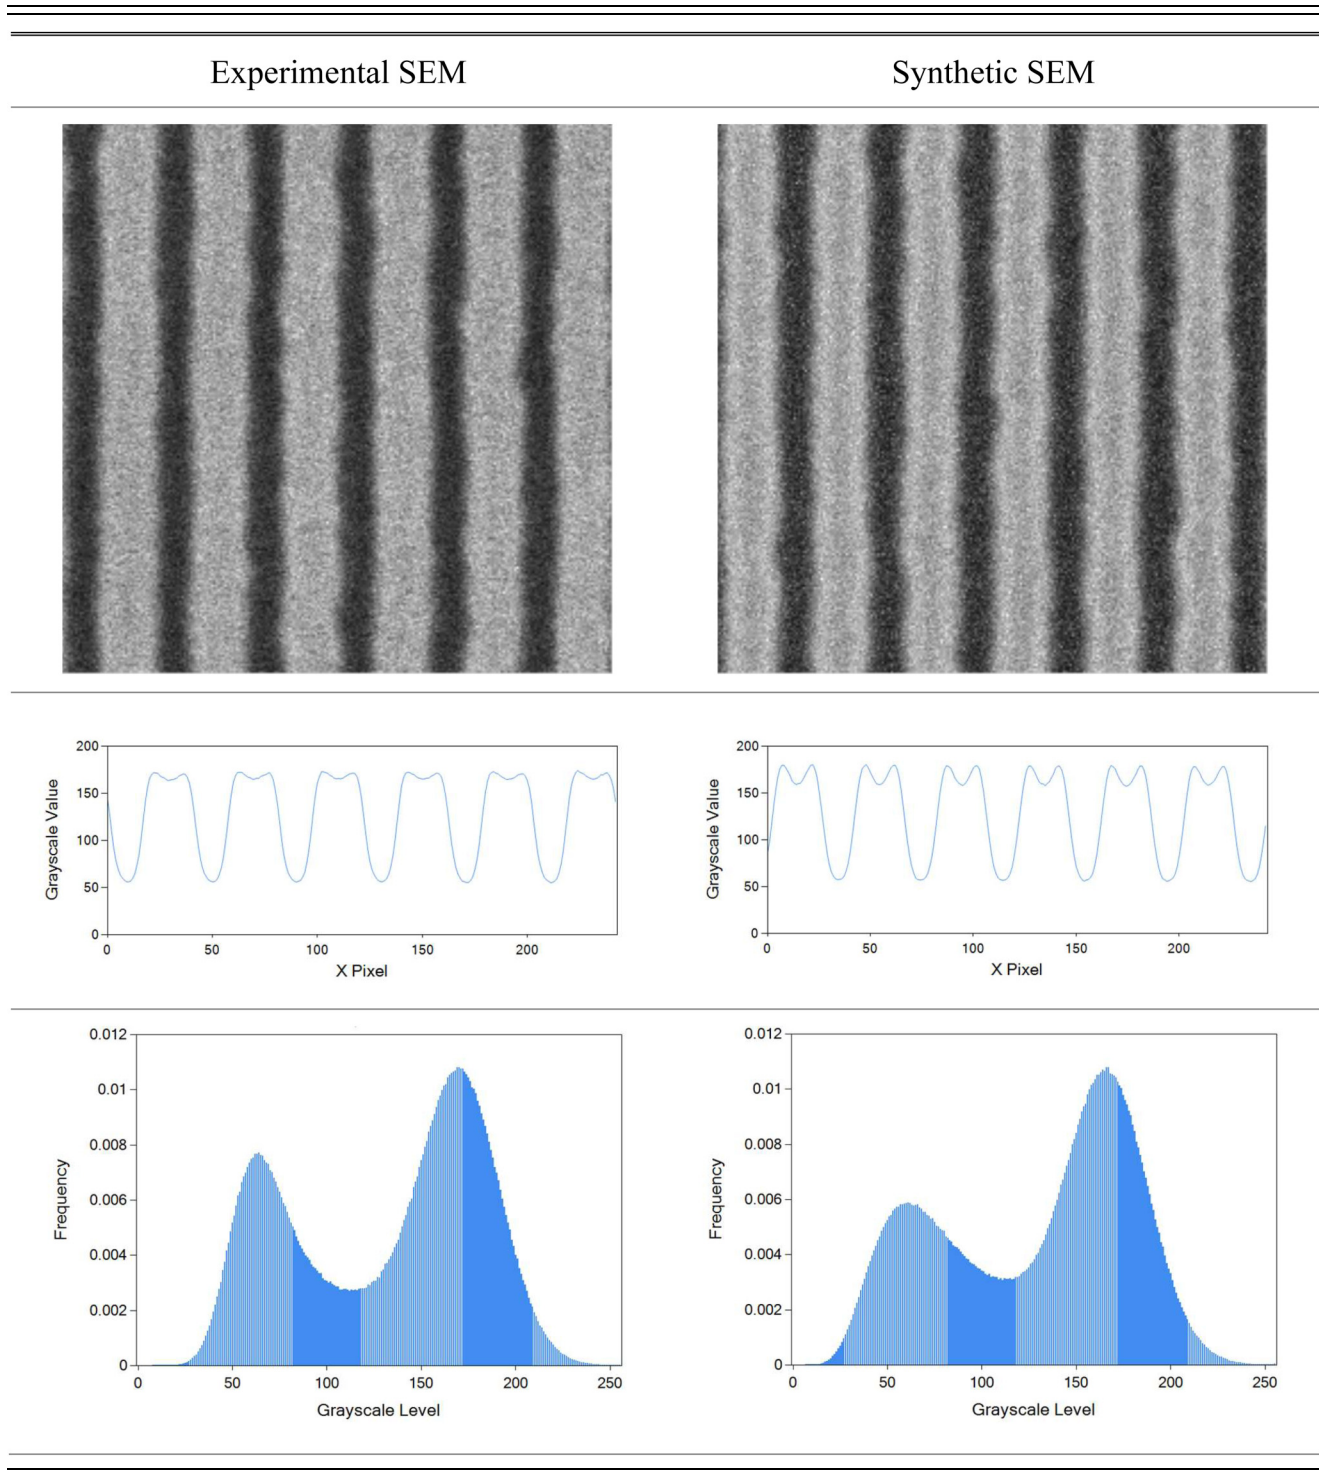 Experimental SEM
Synthetic SEM
200
150
100
50
0
Grayscale Value
0 50 100 150 200
X Pixel
200
150
100
50
0
Grayscale Value
0 50 100 150 200
X Pixel
0.012
0.01
0.008
0.006
0.004
0.002
0
Frequency
0 50 100 150 200 250
Grayscale Level
0.012
0.01
0.008
0.006
0.004
0.002
0
Frequency
0 50 100 150 200 250
Grayscale Level